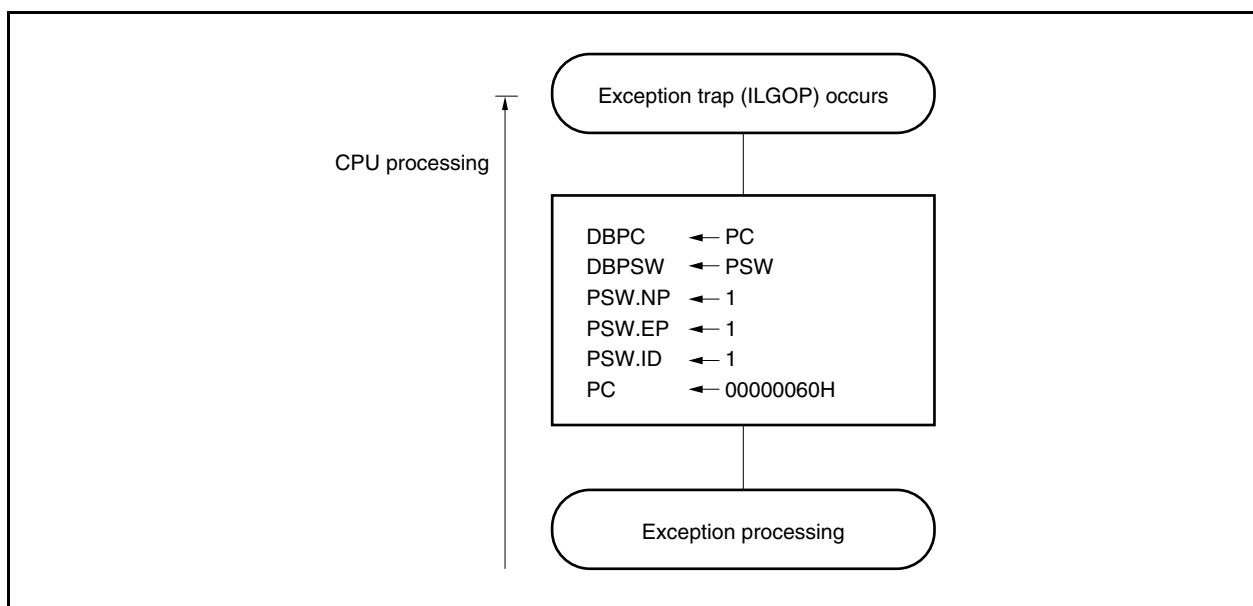 Exception trap (ILGOP) occurs
CPU processing
DBPC ← PC
DBPSW ← PSW
PSW.NP ← 1
PSW.EP ← 1
PSW.ID ← 1
PC ← 00000060H
Exception processing